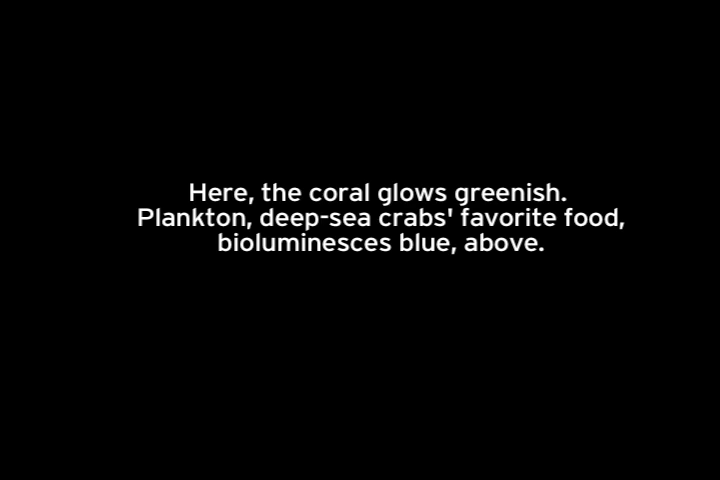 Here, the coral glows greenish.
Plankton, deep-sea crabs' favorite food,
bioluminesces blue, above.